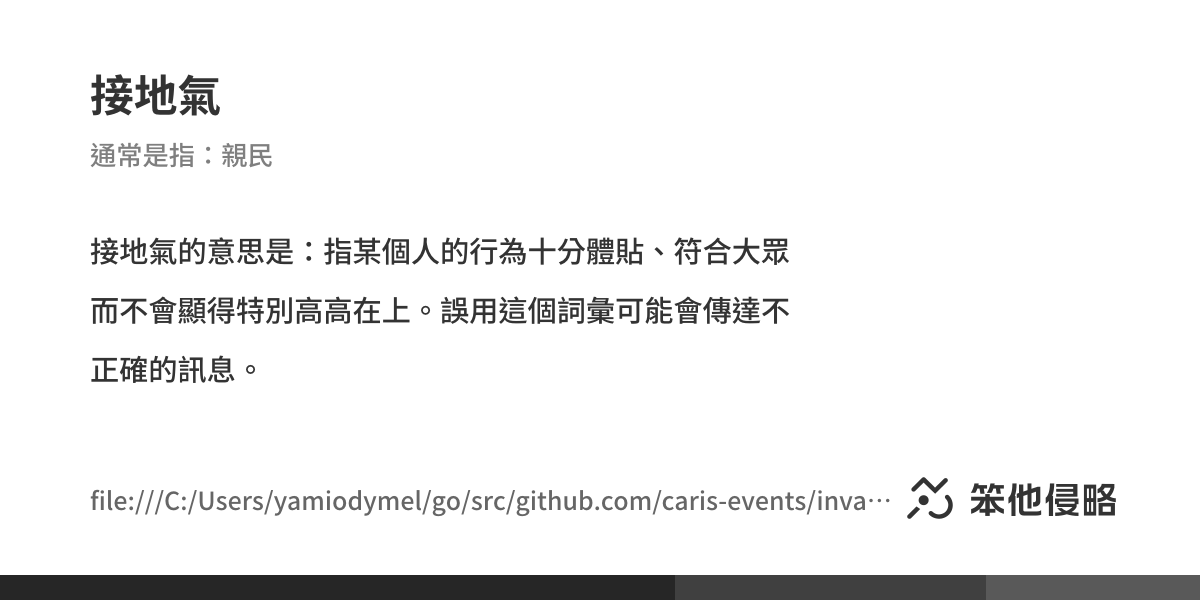 接地氣
通常是指：親民
接地氣的意思是：指某個人的行為十分體貼、符合大眾
而不會顯得特別高高在上。誤用這個詞彙可能會傳達不
正確的訊息。
file:///C:/Users/yamiodymel/go/src/github.com/caris-events/inva…
笨他侵略